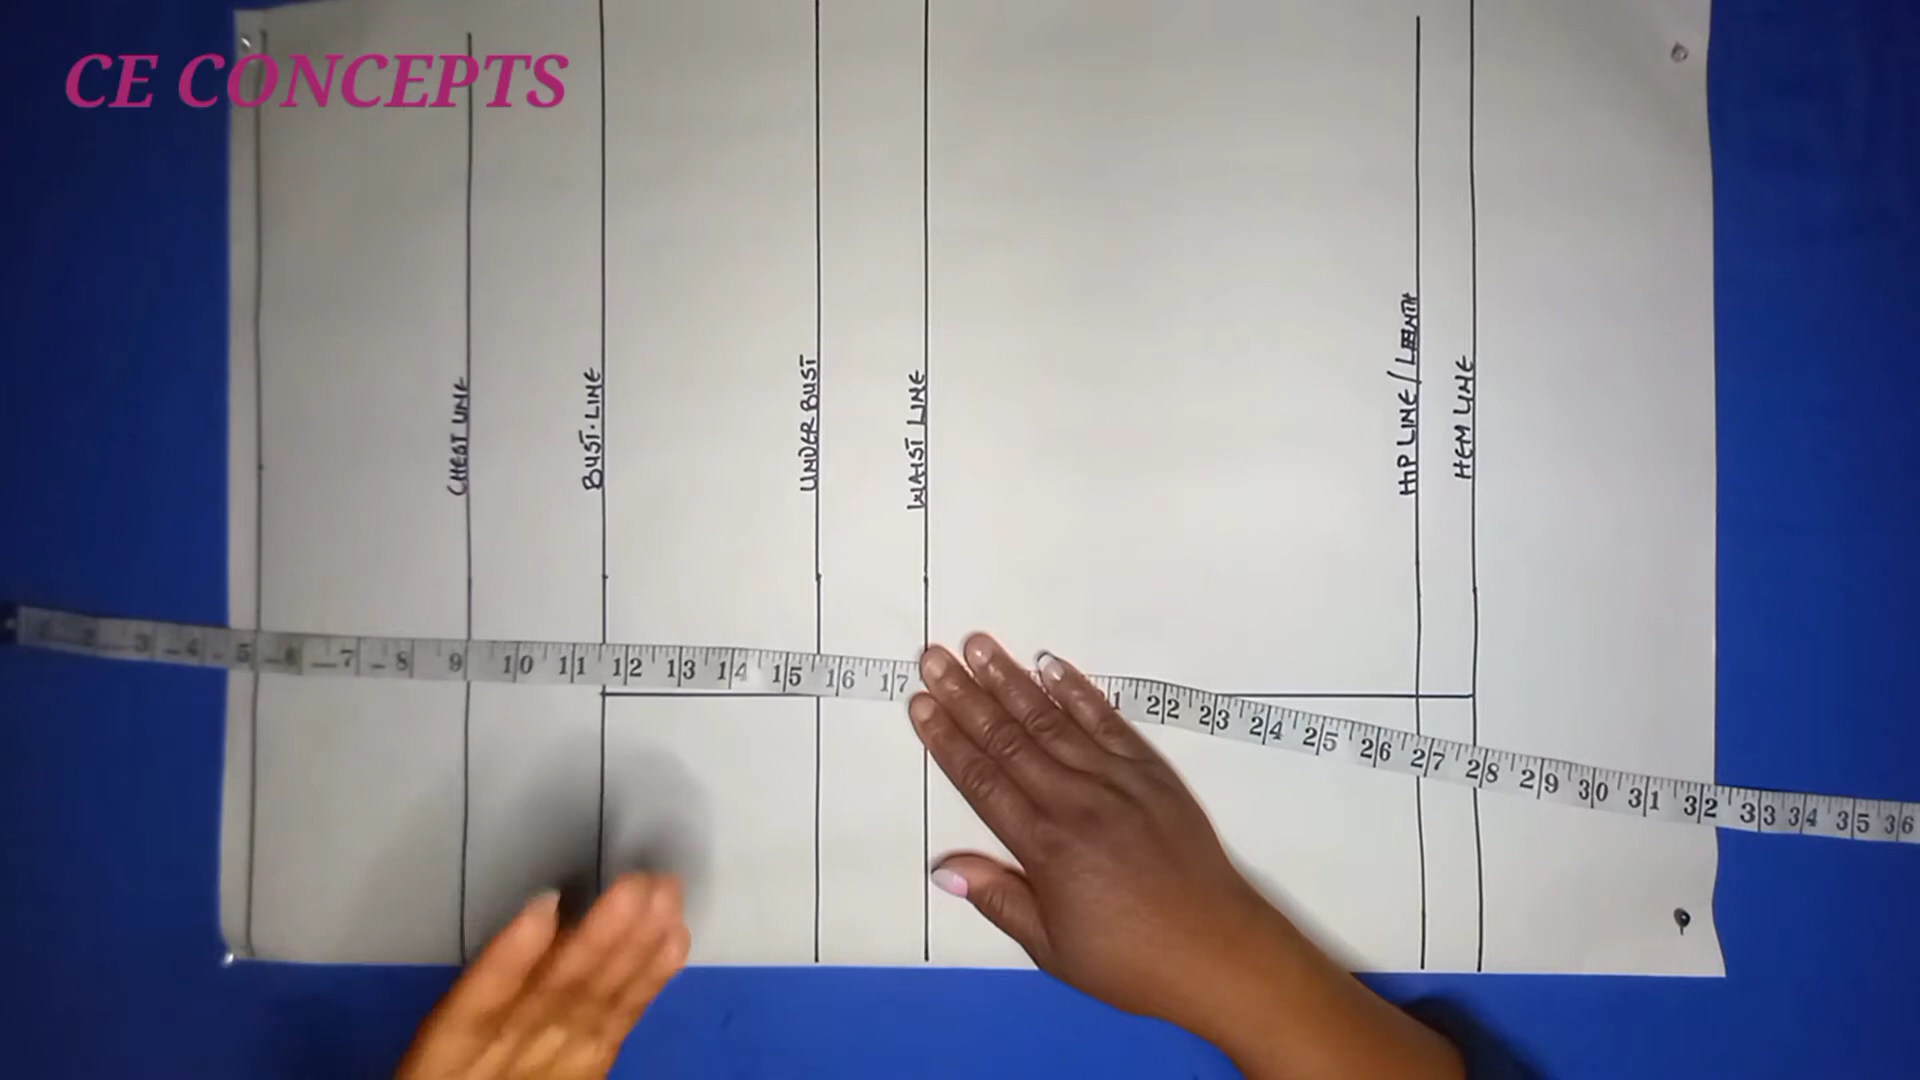 CE CONCEPTS
CHEST LINE
BUST. LINE
UNDER BUST
WAIST LINE
HIP LINE /
HEM LINE
2 3 4 5 6 7 8 9 10 11 12 13 14 15 16 17 1 22 23 24 25 26 27 28 29 30 31 32 33 34 35 36